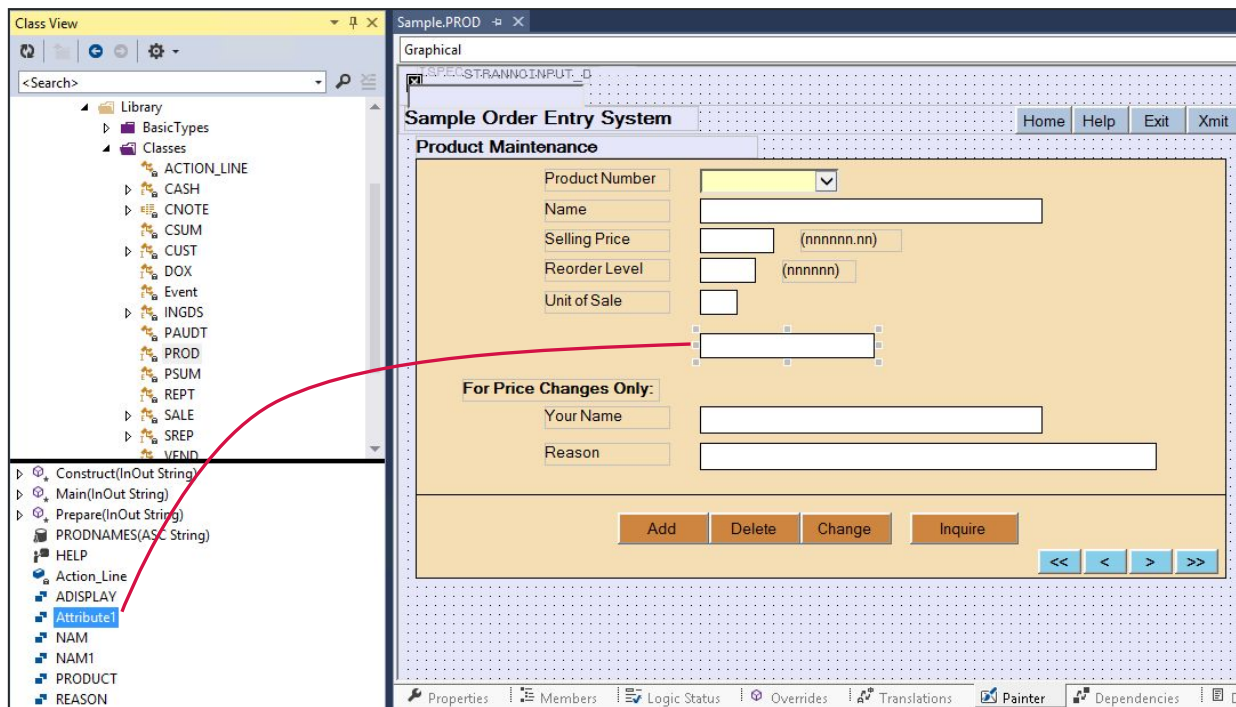 Class View
<Search>
Library
BasicTypes
Classes
ACTION_LINE
CASH
CNOTE
CSUM
CUST
DOX
Event
INGDS
PAUDT
PROD
PSUM
REPT
SALE
SREP
VEND
Construct(InOut String)
Main(InOut String)
Prepare(InOut String)
PRODNAMES(ASC String)
HELP
Action_Line
ADISPLAY
Attribute1
NAM
NAM1
PRODUCT
REASON
Sample.PROD
Graphical
Sample Order Entry System
Home Help Exit Xmit
Product Maintenance
Product Number
Name
Selling Price (nnnnnn.nn)
Reorder Level (nnnnnn)
Unit of Sale
For Price Changes Only:
Your Name
Reason
Add Delete Change Inquire
<< < > >>
Properties Members Logic Status Overrides Translations Painter Dependencies